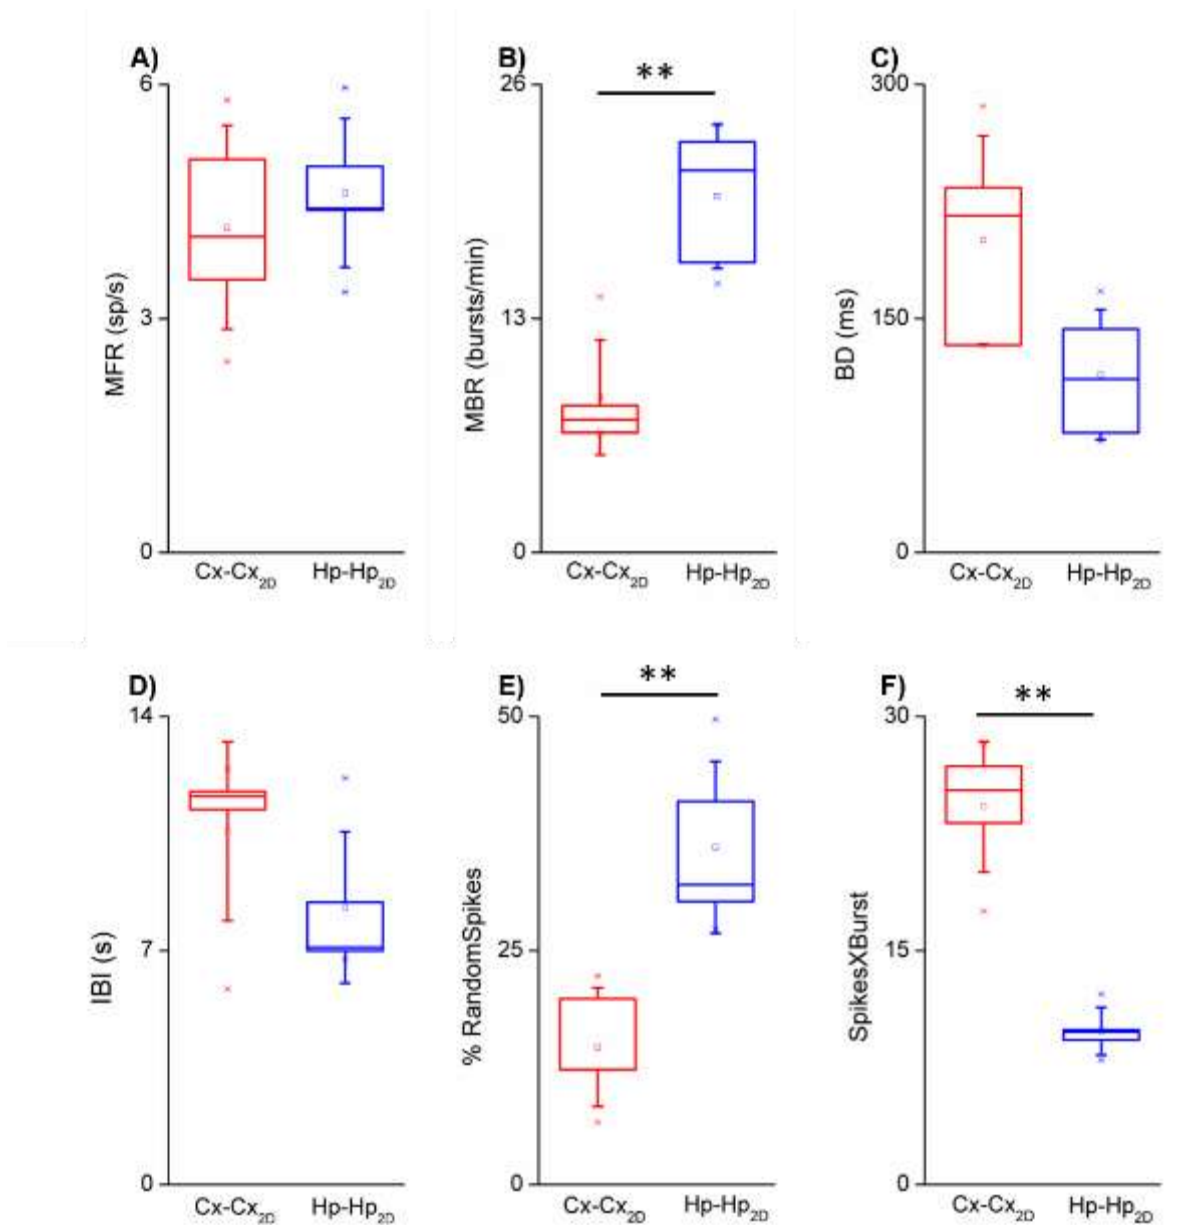 A)
6
3
0
MFR (sp/s)
Cx-Cx2D Hp-Hp2D
B)
**
26
13
0
MBR (bursts/min)
Cx-Cx2D Hp-Hp2D
C)
300
150
0
BD (ms)
Cx-Cx2D Hp-Hp2D
D)
14
7
0
IBI (s)
Cx-Cx2D Hp-Hp2D
E)
**
50
25
0
% RandomSpikes
Cx-Cx2D Hp-Hp2D
F)
**
30
15
0
SpikesXBurst
Cx-Cx2D Hp-Hp2D